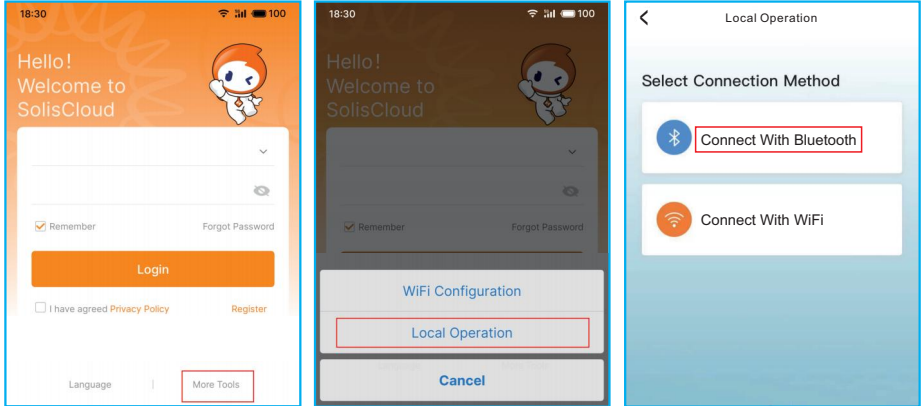 18:30
100
Hello!
Welcome to
SolisCloud
Remember
Forgot Password
Login
I have agreed Privacy Policy
Register
Language
More Tools
18:30
100
Hello!
Welcome to
SolisCloud
Remember
Forgot Password
WiFi Configuration
Local Operation
Cancel
Local Operation
Select Connection Method
Connect With Bluetooth
Connect With WiFi